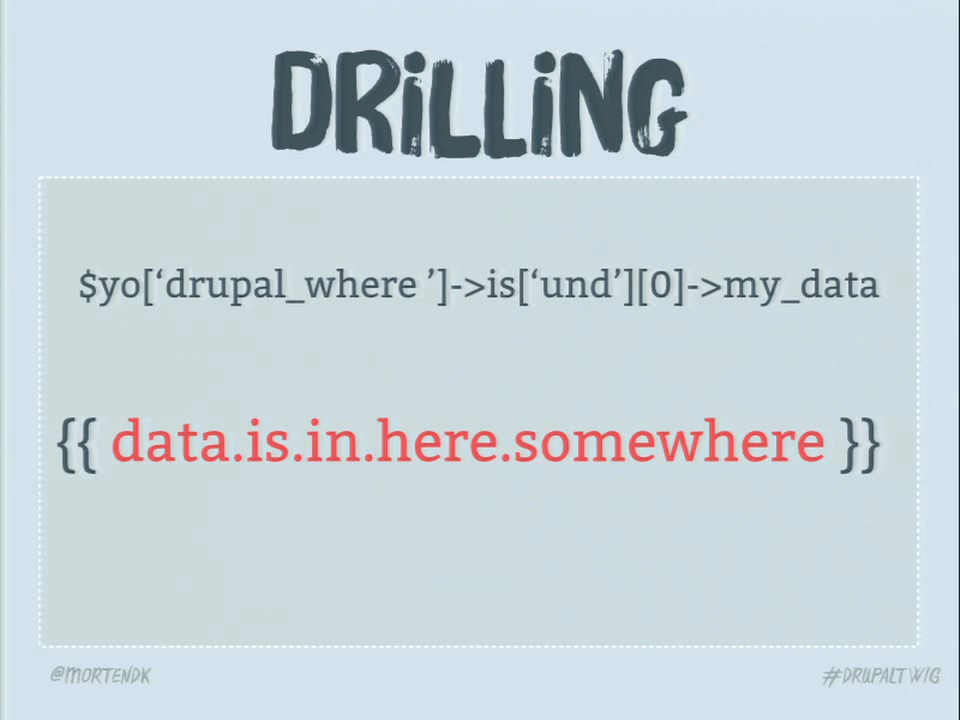 DRiLLiNG
$yo[‘drupal_where ’]->is[‘und’][0]->my_data
{{ data.is.in.here.somewhere }}
@MORTENDK
#DRUPALTWIG